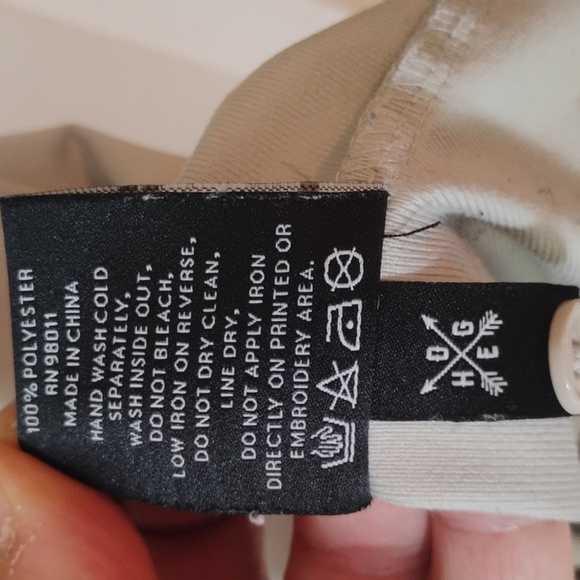 100% POLYESTER
RN 98011
MADE IN CHINA
HAND WASH COLD
SEPARATELY,
WASH INSIDE OUT,
DO NOT BLEACH,
LOW IRON ON REVERSE,
DO NOT DRY CLEAN,
LINE DRY,
DO NOT APPLY IRON
DIRECTLY ON PRINTED OR
EMBROIDERY AREA.
O G
H E